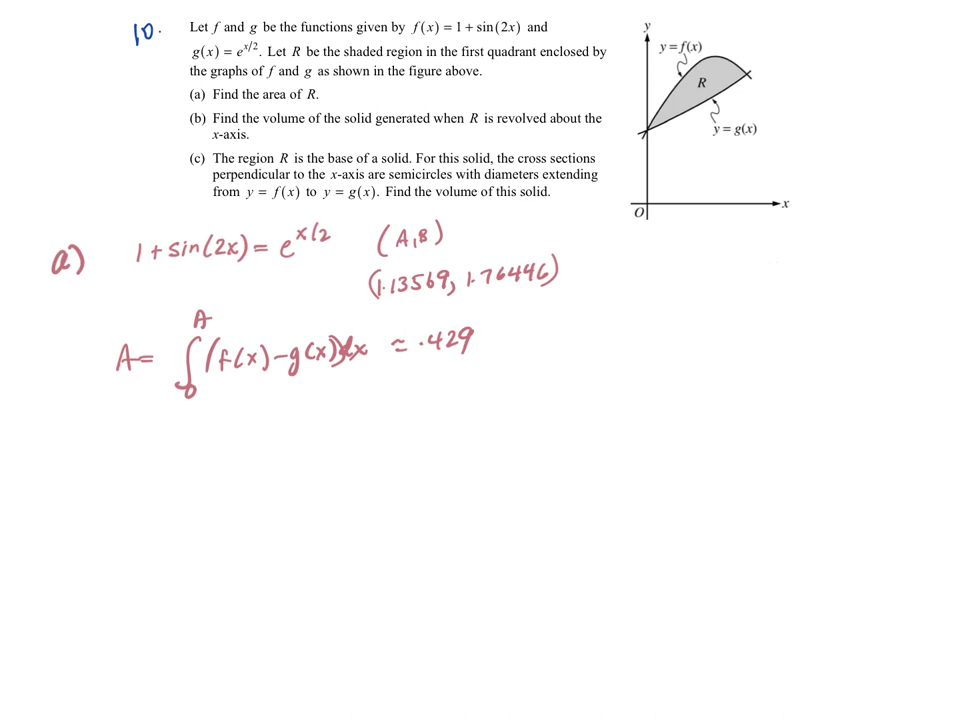 10.
Let f and g be the functions given by f(x) = 1 + sin(2x) and
g(x) = e^{x/2}. Let R be the shaded region in the first quadrant enclosed by
the graphs of f and g as shown in the figure above.
(a) Find the area of R.
(b) Find the volume of the solid generated when R is revolved about the
x-axis.
(c) The region R is the base of a solid. For this solid, the cross sections
perpendicular to the x-axis are semicircles with diameters extending
from y = f(x) to y = g(x). Find the volume of this solid.
y
y = f(x)
R
y = g(x)
O
x
a) 1 + sin(2x) = e^{x/2} (A,B)
(1.13569, 1.76446)
A = ∫_0^A (f(x) - g(x))dx ≈ .429